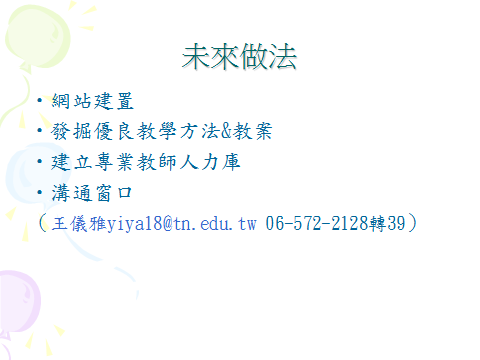 未來做法
•網站建置
•發掘優良教學方法&教案
•建立專業教師人力庫
•溝通窗口
（王儀雅yiya18@tn.edu.tw 06-572-2128轉39）